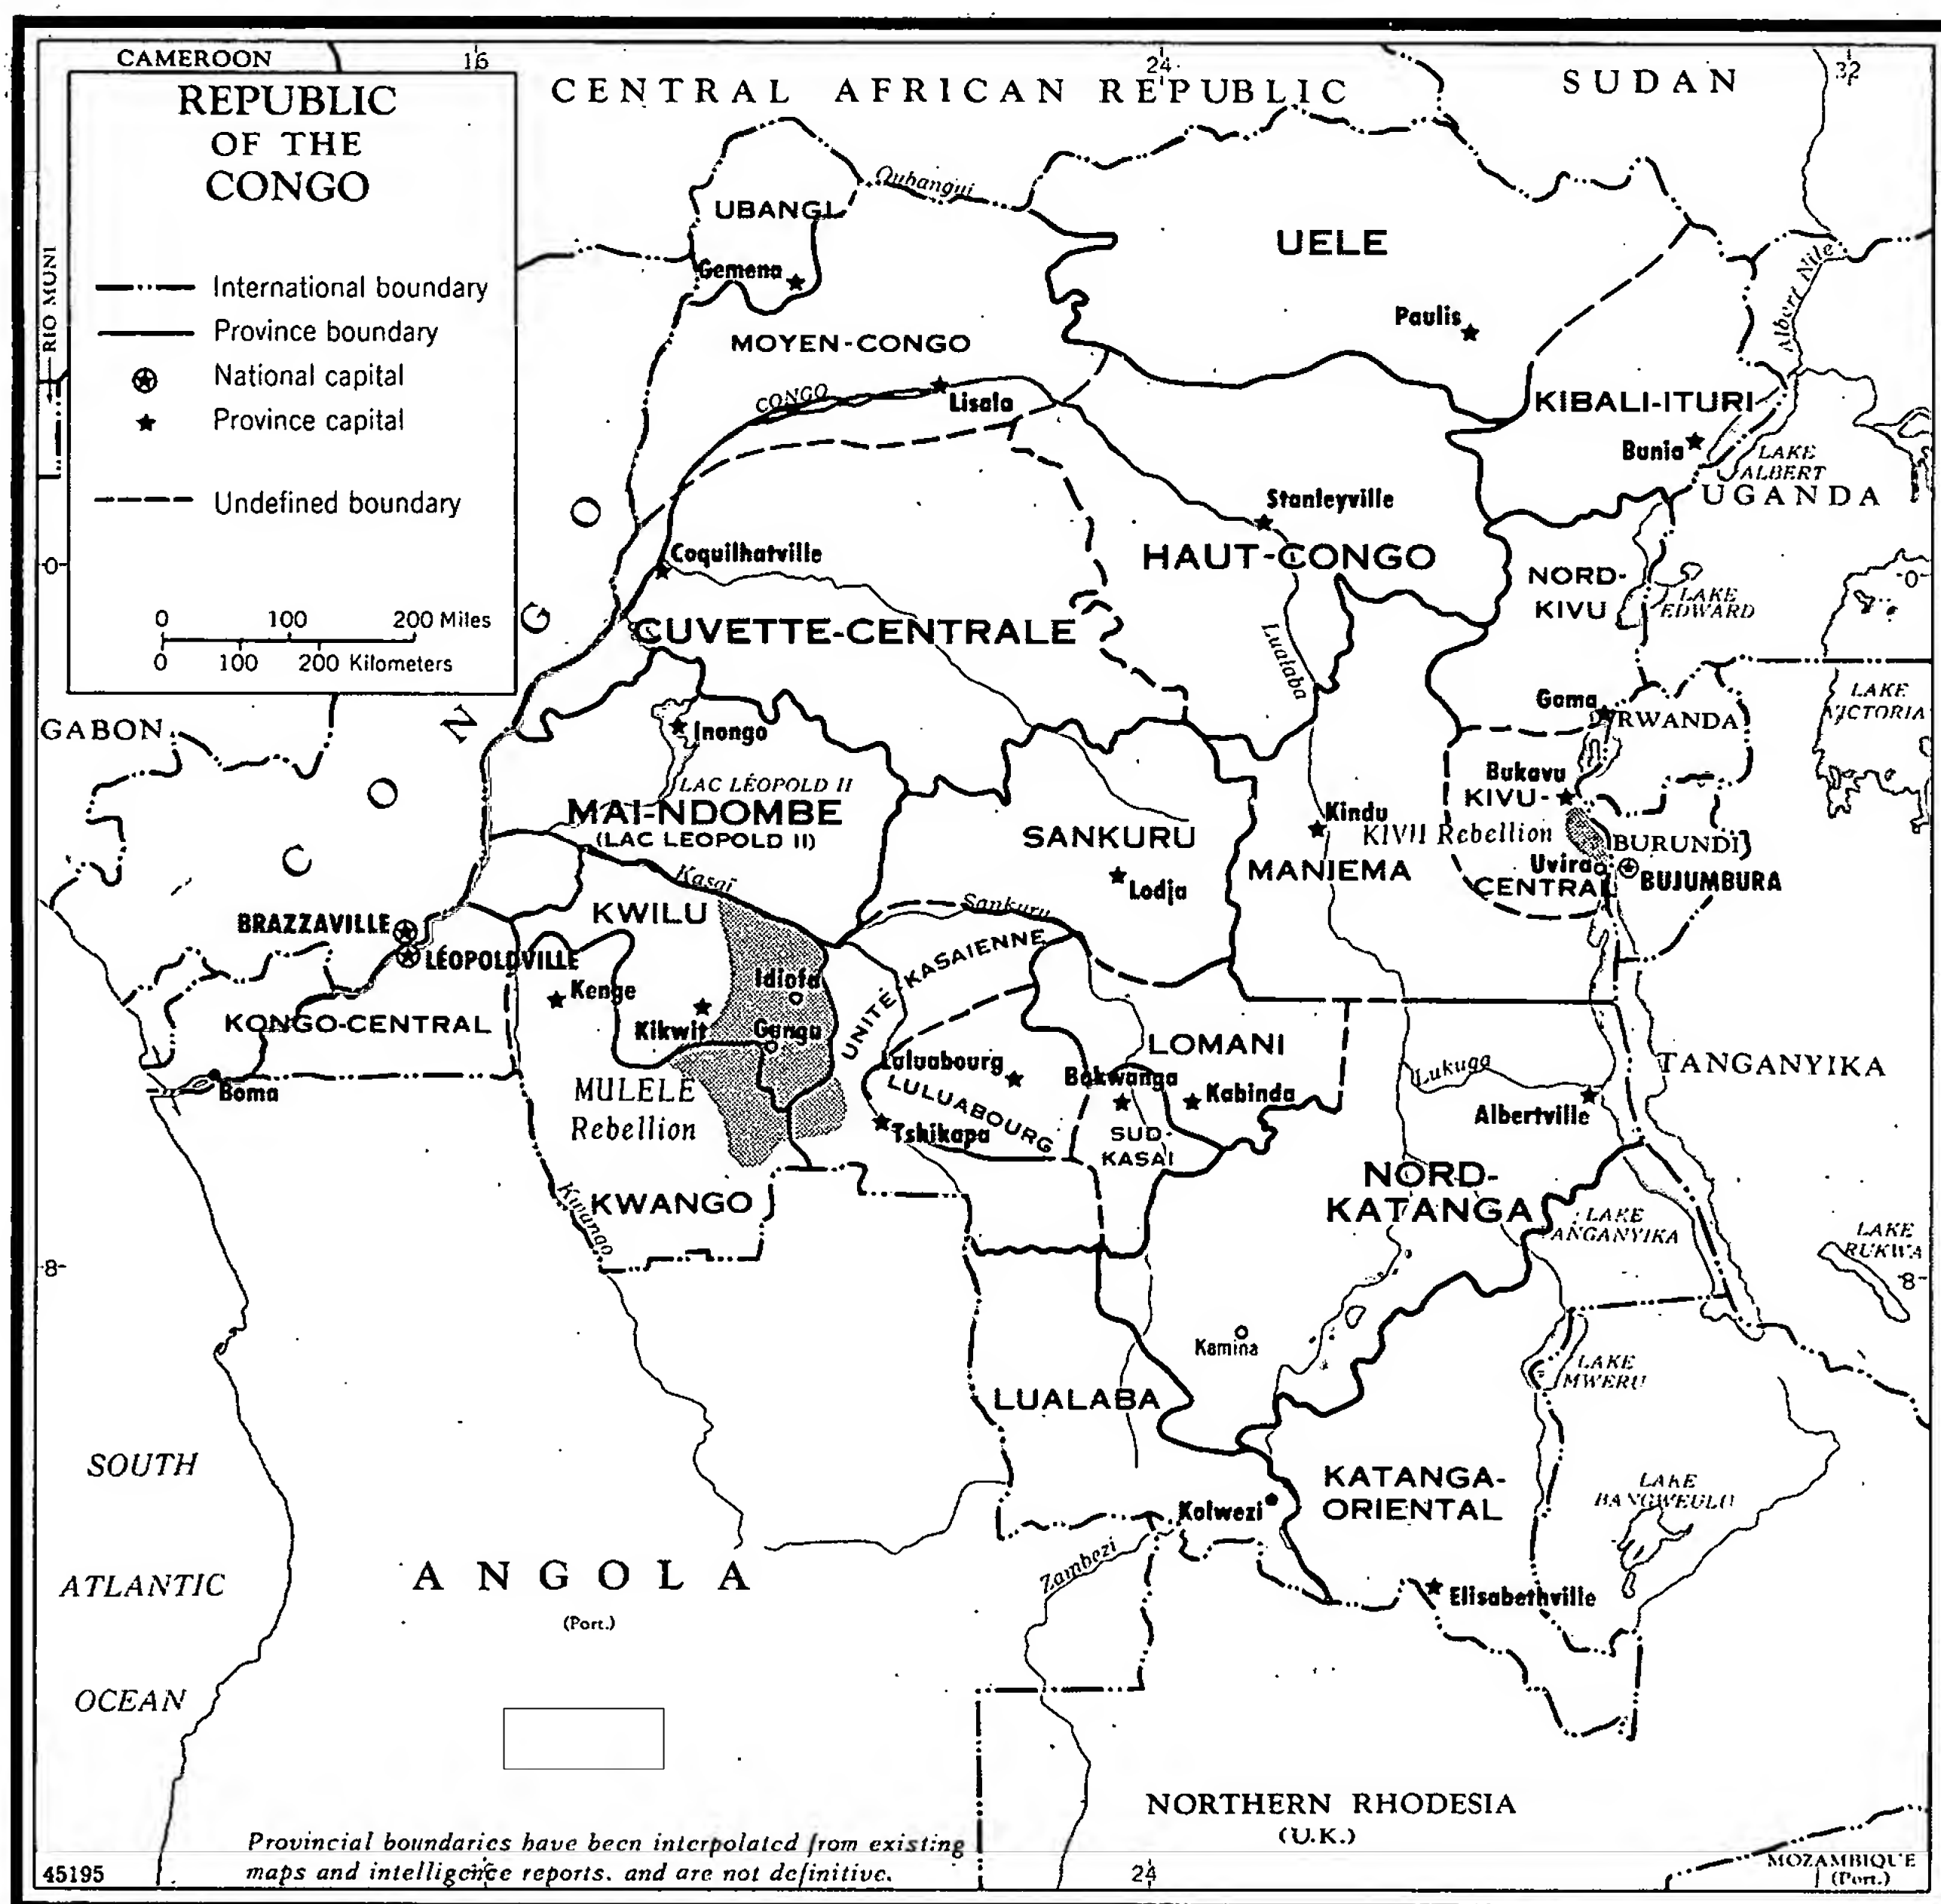 CAMEROON
16
24
32
CENTRAL AFRICAN REPUBLIC
SUDAN
REPUBLIC
OF THE
CONGO
International boundary
Province boundary
National capital
Province capital
Undefined boundary
0 100 200 Miles
0 100 200 Kilometers
RIO MUNI
Oubangui
UBANGI
Gemena
UELE
Paulis
Albert Nile
MOYEN-CONGO
CONGO
Lisala
KIBALI-ITURI
Bunia
LAKE
ALBERT
UGANDA
Stanleyville
Coquilhatville
HAUT-CONGO
0
0
NORD-
KIVU
LAKE
EDWARD
CUVETTE-CENTRALE
Lualaba
CONGO
GABON
Inongo
LAC LÉOPOLD II
MAI-NDOMBE
(LAC LEOPOLD II)
Goma
RWANDA
LAKE
VICTORIA
Bukavu
KIVU-
KIVU Rebellion
BURUNDI
Uvira
CENTRAL
BUJUMBURA
SANKURU
Lodja
Kindu
MANIEMA
Kasai
Sankuru
KWILU
BRAZZAVILLE
LÉOPOLDVILLE
Kenge
Idiofa
Kikwit
Gungu
UNITÉ KASAIENNE
KONGO-CENTRAL
Boma
MULELE
Rebellion
Luluabourg
LULUABOURG
Tshikapa
LOMANI
Bakwanga
Kabinda
SUD-
KASAI
Lukuga
TANGANYIKA
Albertville
KWANGO
Kwango
NORD-
KATANGA
LAKE
TANGANYIKA
LAKE
RUKWA
8
8
Kamina
LAKE
MWERU
LUALABA
SOUTH
ATLANTIC
OCEAN
KATANGA-
ORIENTAL
LAKE
BANGWEULU
Kolwezi
Zambezi
Elisabethville
ANGOLA
(Port.)
NORTHERN RHODESIA
(U.K.)
MOZAMBIQUE
(Port.)
Provincial boundaries have been interpolated from existing
maps and intelligence reports. and are not definitive.
45195
16
24